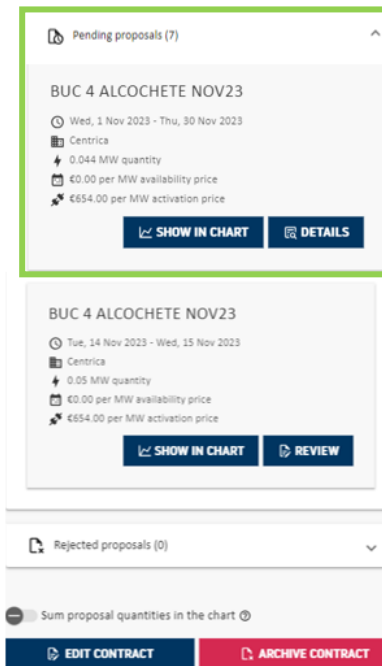 Pending proposals (7)
BUC 4 ALCOCHETE NOV23
Wed, 1 Nov 2023 - Thu, 30 Nov 2023
Centrica
0.044 MW quantity
€0.00 per MW availability price
€654.00 per MW activation price
SHOW IN CHART
DETAILS
BUC 4 ALCOCHETE NOV23
Tue, 14 Nov 2023 - Wed, 15 Nov 2023
Centrica
0.05 MW quantity
€0.00 per MW availability price
€654.00 per MW activation price
SHOW IN CHART
REVIEW
Rejected proposals (0)
Sum proposal quantities in the chart
EDIT CONTRACT
ARCHIVE CONTRACT